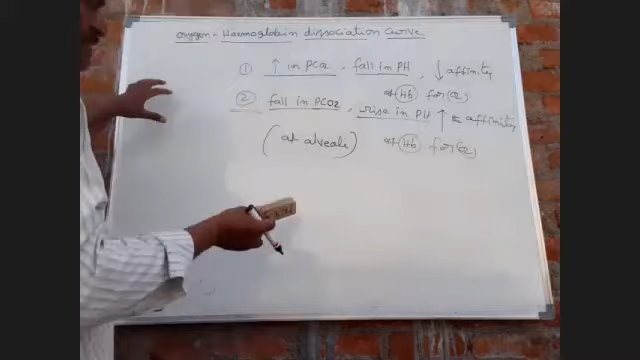 Oxygen - Haemoglobin dissociation Curve
① ↑ in PCO2, fall in PH, ↓ affinity
of Hb for O2
② fall in PCO2, rise in PH ↑ affinity
(at alveoli) of Hb for O2